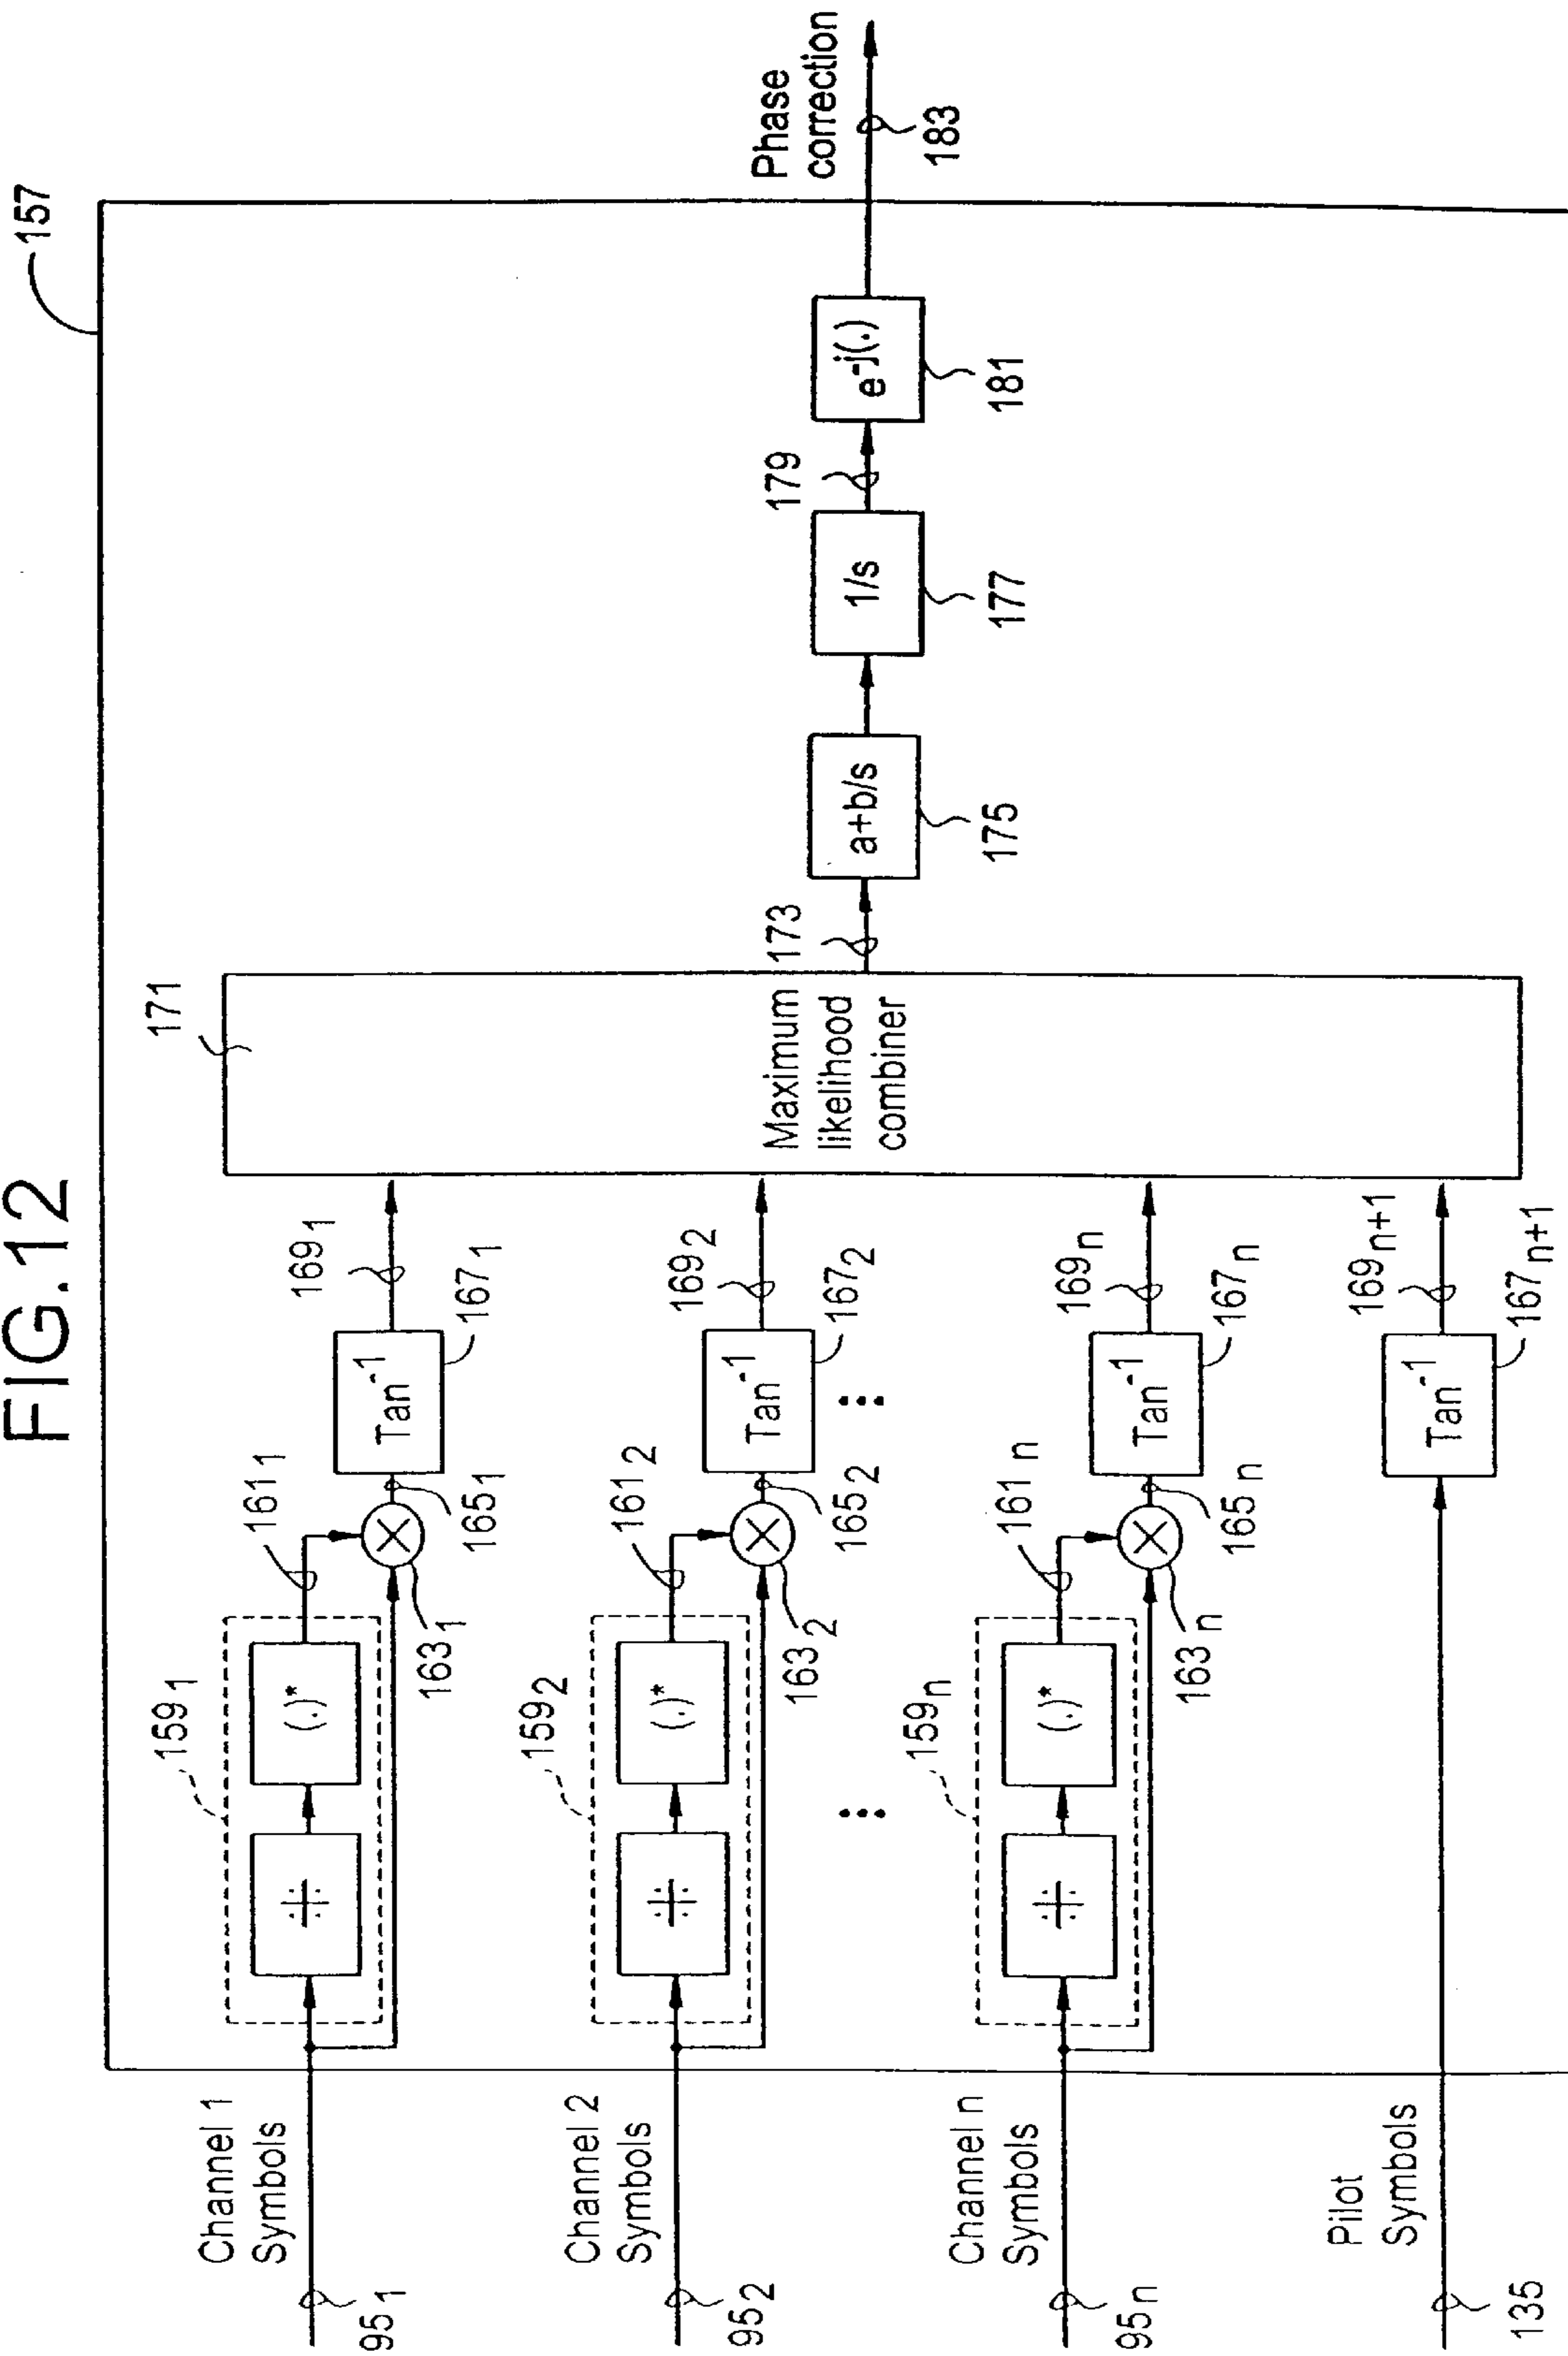 FIG.12
157
Channel 1
Symbols
95₁
159₁
(.)*
161₁
163₁
165₁
Tan⁻¹
167₁
169₁
Channel 2
Symbols
95₂
159₂
(.)*
161₂
163₂
165₂
Tan⁻¹
167₂
169₂
Channel n
Symbols
95ₙ
159ₙ
(.)*
161ₙ
163ₙ
165ₙ
Tan⁻¹
167ₙ
169ₙ
Pilot
Symbols
135
Tan⁻¹
167ₙ₊₁
169ₙ₊₁
171
Maximum
likelihood
combiner
173
a+b/s
175
1/s
177
179
e⁻j(.)
181
Phase
correction
183